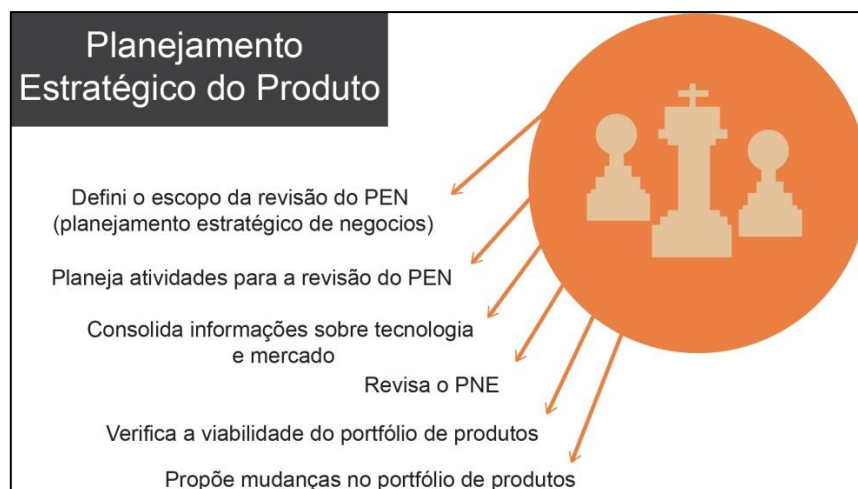 Planejamento
Estratégico do Produto
Defini o escopo da revisão do PEN
(planejamento estratégico de negocios)
Planeja atividades para a revisão do PEN
Consolida informações sobre tecnologia
e mercado
Revisa o PNE
Verifica a viabilidade do portfólio de produtos
Propõe mudanças no portfólio de produtos